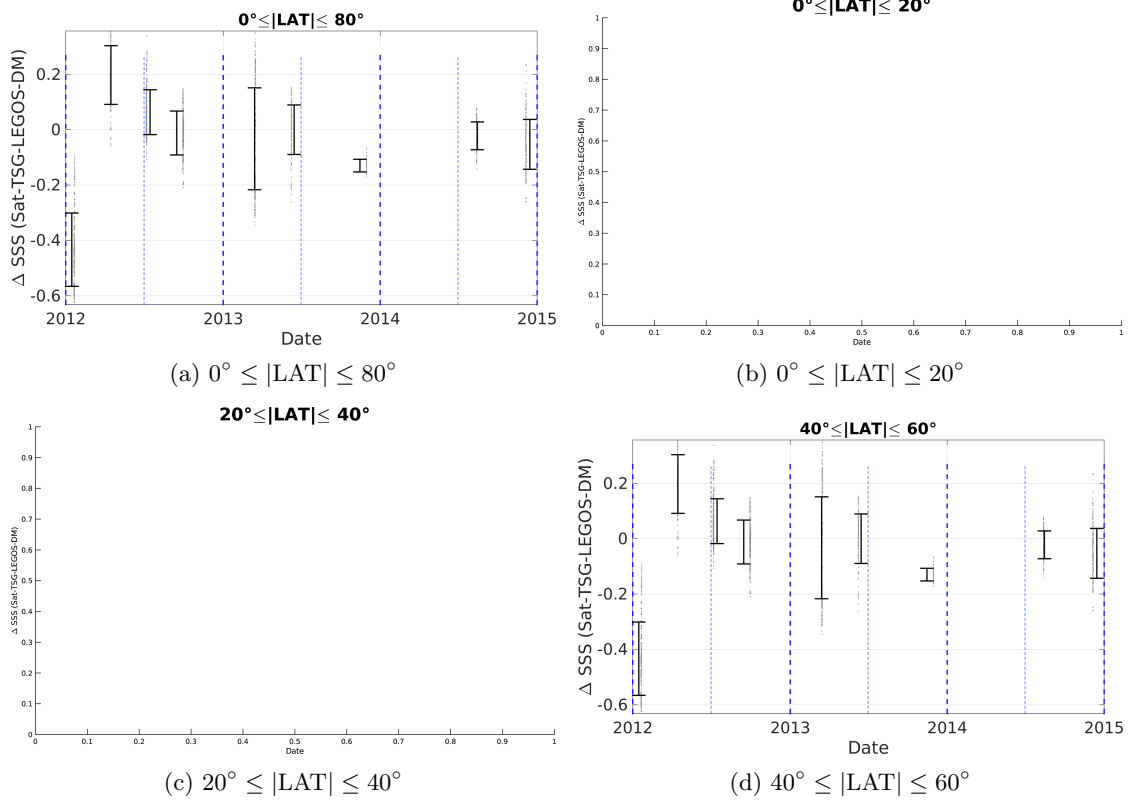 0°≤|LAT|≤ 80°
Δ SSS (Sat-TSG-LEGOS-DM)
0.2
0
-0.2
-0.4
-0.6
2012 2013 2014 2015
Date
(a) 0° ≤ |LAT| ≤ 80°
0°≤|LAT|≤ 20°
Δ SSS (Sat-TSG-LEGOS-DM)
1
0.9
0.8
0.7
0.6
0.5
0.4
0.3
0.2
0.1
0
0 0.1 0.2 0.3 0.4 0.5 0.6 0.7 0.8 0.9 1
Date
(b) 0° ≤ |LAT| ≤ 20°
20°≤|LAT|≤ 40°
Δ SSS (Sat-TSG-LEGOS-DM)
1
0.9
0.8
0.7
0.6
0.5
0.4
0.3
0.2
0.1
0
0 0.1 0.2 0.3 0.4 0.5 0.6 0.7 0.8 0.9 1
Date
(c) 20° ≤ |LAT| ≤ 40°
40°≤|LAT|≤ 60°
Δ SSS (Sat-TSG-LEGOS-DM)
0.2
0
-0.2
-0.4
-0.6
2012 2013 2014 2015
Date
(d) 40° ≤ |LAT| ≤ 60°